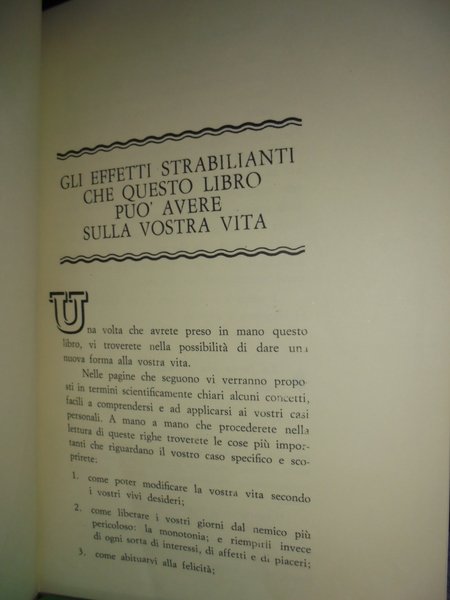 GLI EFFETTI STRABILIANTI
CHE QUESTO LIBRO
PUO' AVERE
SULLA VOSTRA VITA
Una volta che avrete preso in mano questo
libro, vi troverete nella possibilità di dare una
nuova forma alla vostra vita.
Nelle pagine che seguono vi verranno propo-
sti in termini scientificamente chiari alcuni concetti,
facili a comprendersi e ad applicarsi ai vostri casi
personali. A mano a mano che procederete nella
lettura di queste righe troverete le cose più impor-
tanti che riguardano il vostro caso specifico e sco-
prirete:
1. come poter modificare la vostra vita secondo
i vostri vivi desideri;
2. come liberare i vostri giorni dal nemico più
pericoloso: la monotonia; e riempirli invece
di ogni sorta di interessi, di affetti e di piaceri;
3. come abituarvi alla felicità;